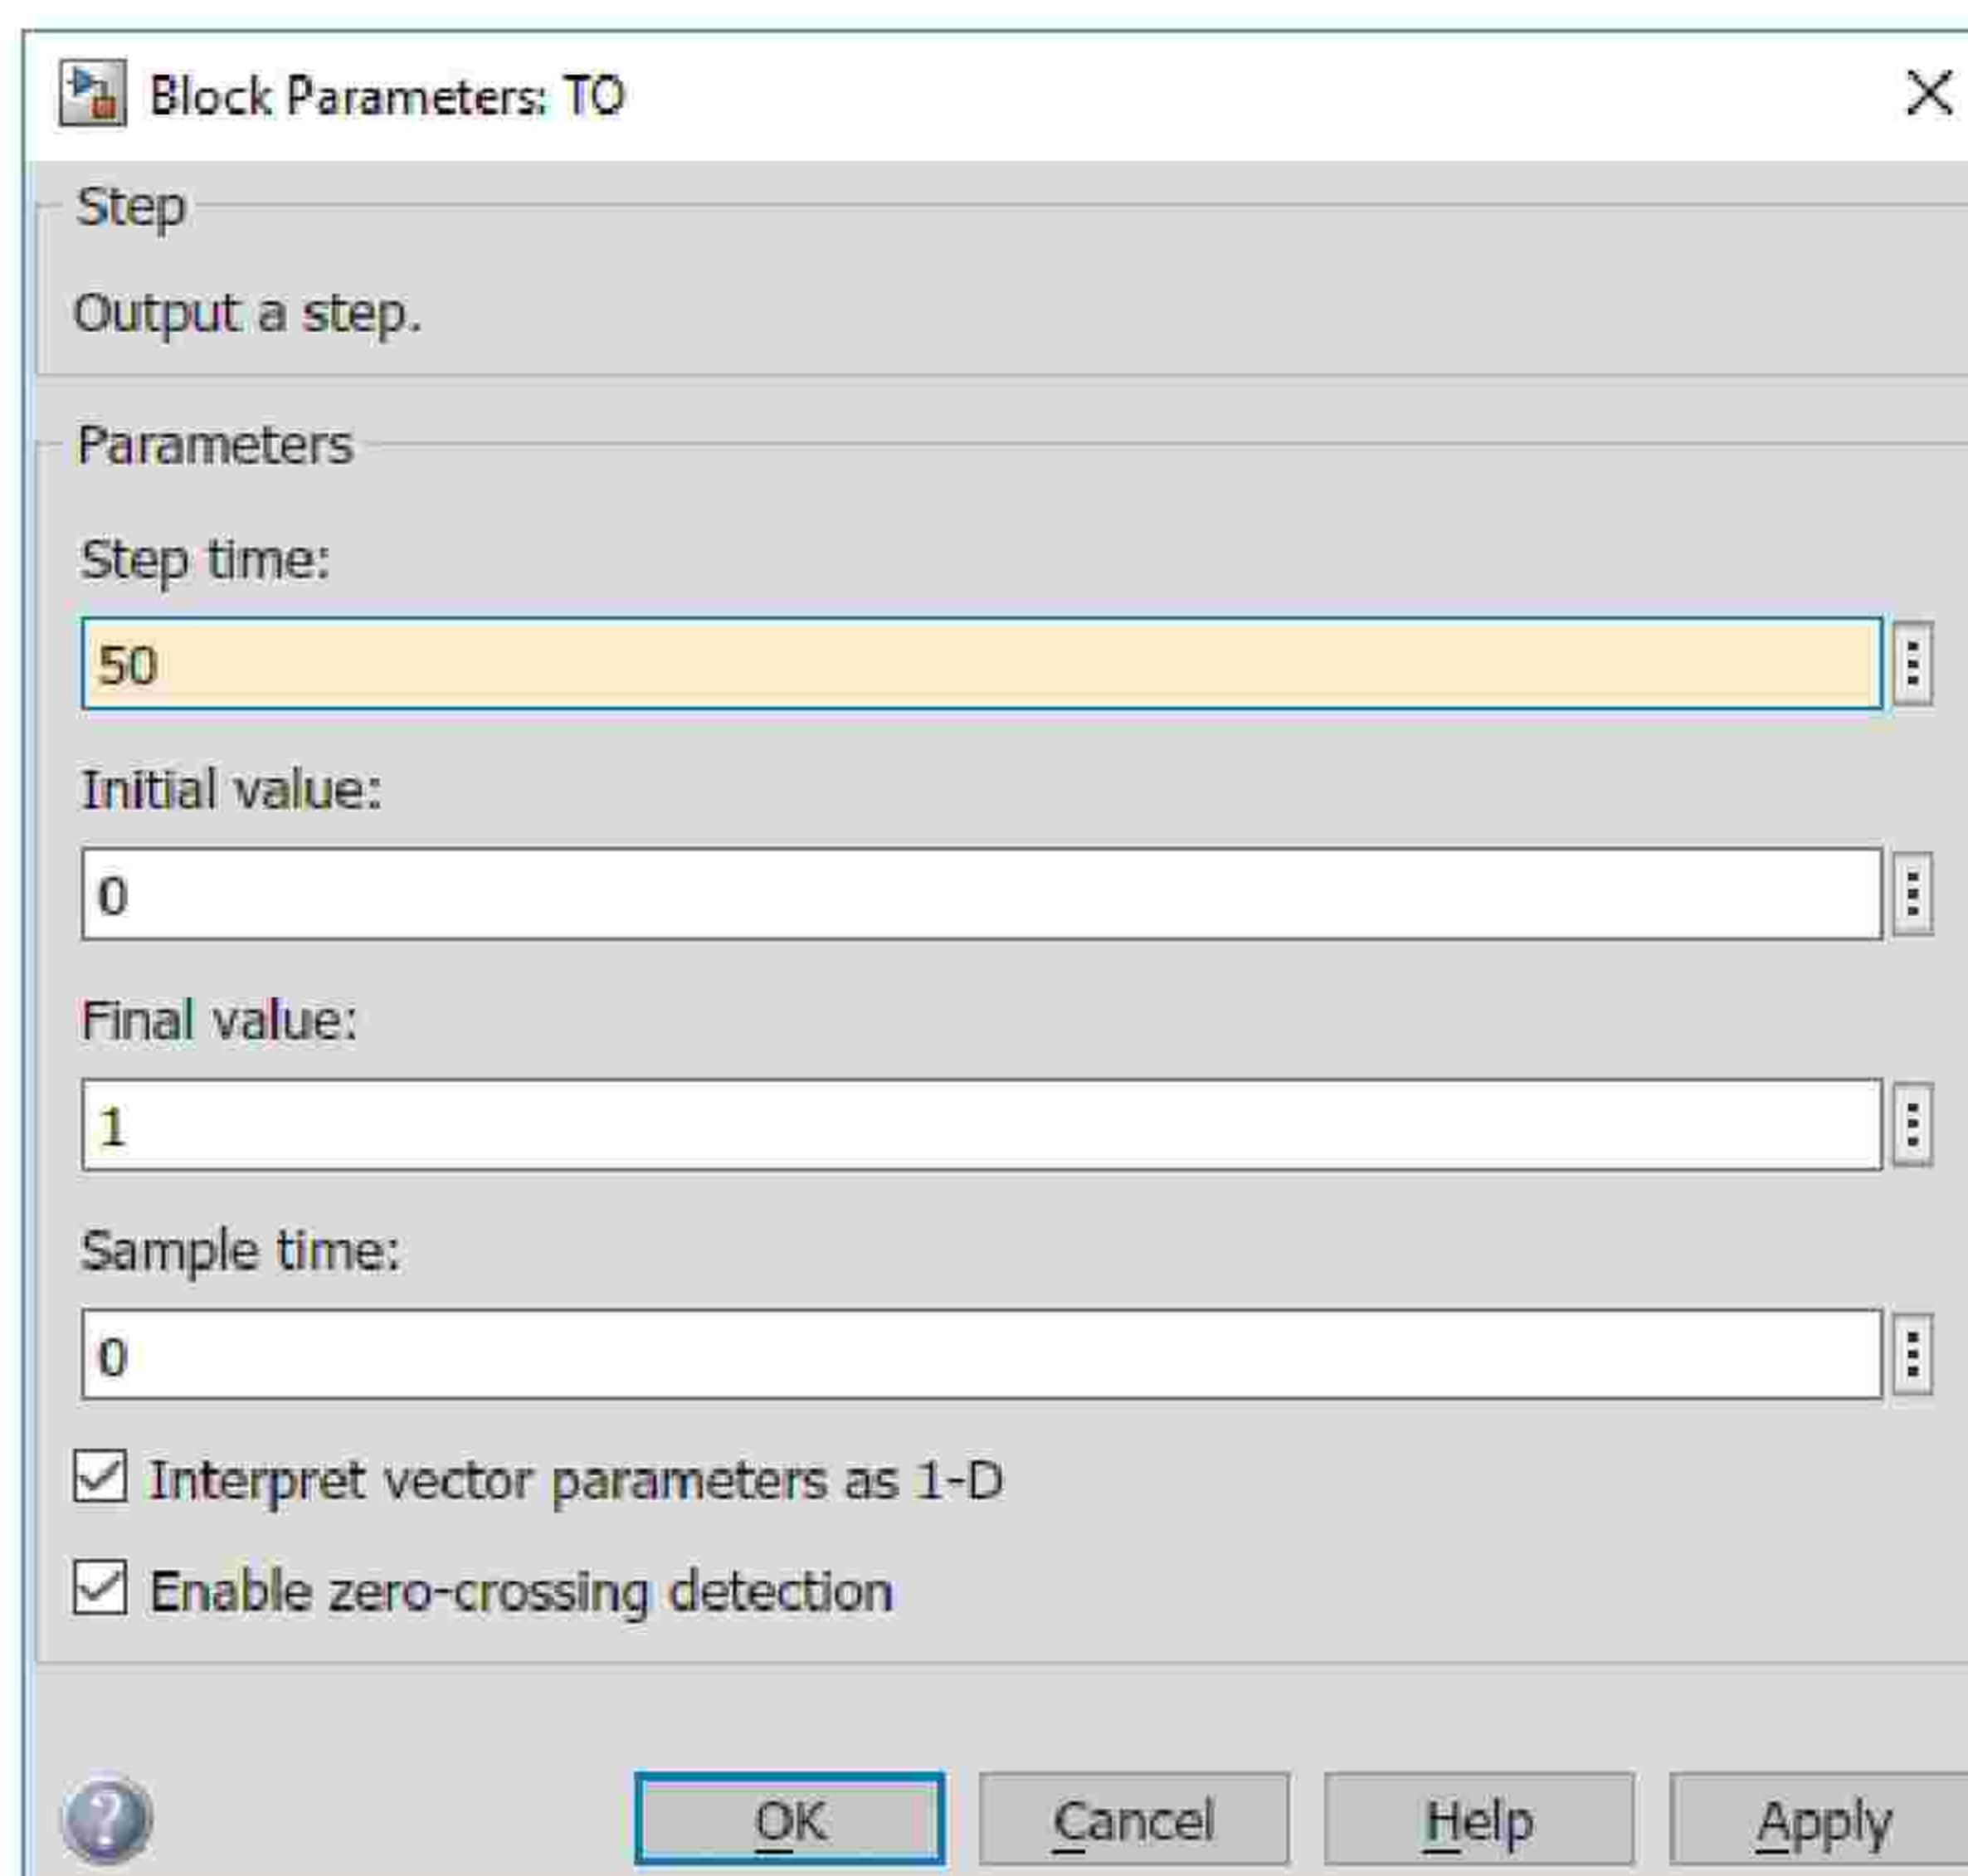 Block Parameters: TO
Step
Output a step.
Parameters
Step time:
50
Initial value:
0
Final value:
1
Sample time:
0
Interpret vector parameters as 1-D
Enable zero-crossing detection
OK Cancel Help Apply